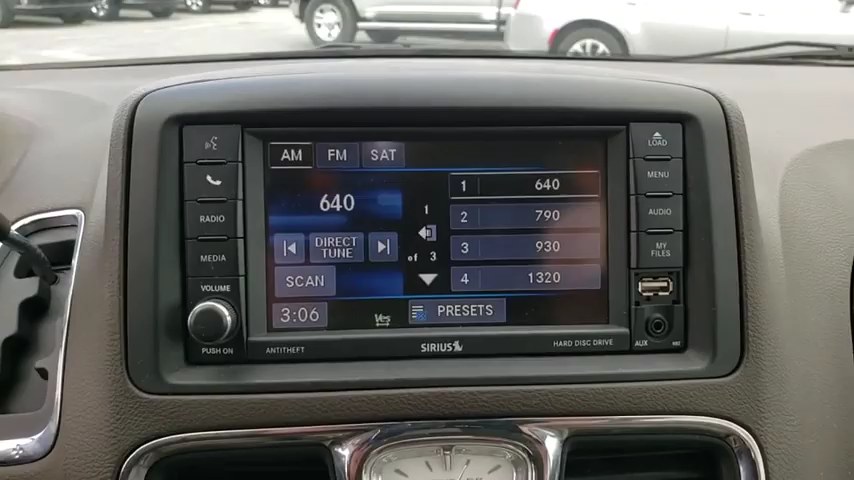 AM FM SAT
640
DIRECT
TUNE
SCAN
3:06
1
of 3
1 640
2 790
3 930
4 1320
Yes
PRESETS
RADIO
MEDIA
VOLUME
PUSH ON
LOAD
MENU
AUDIO
MY
FILES
AUX
ANTITHEFT
SIRIUS
HARD DISC DRIVE